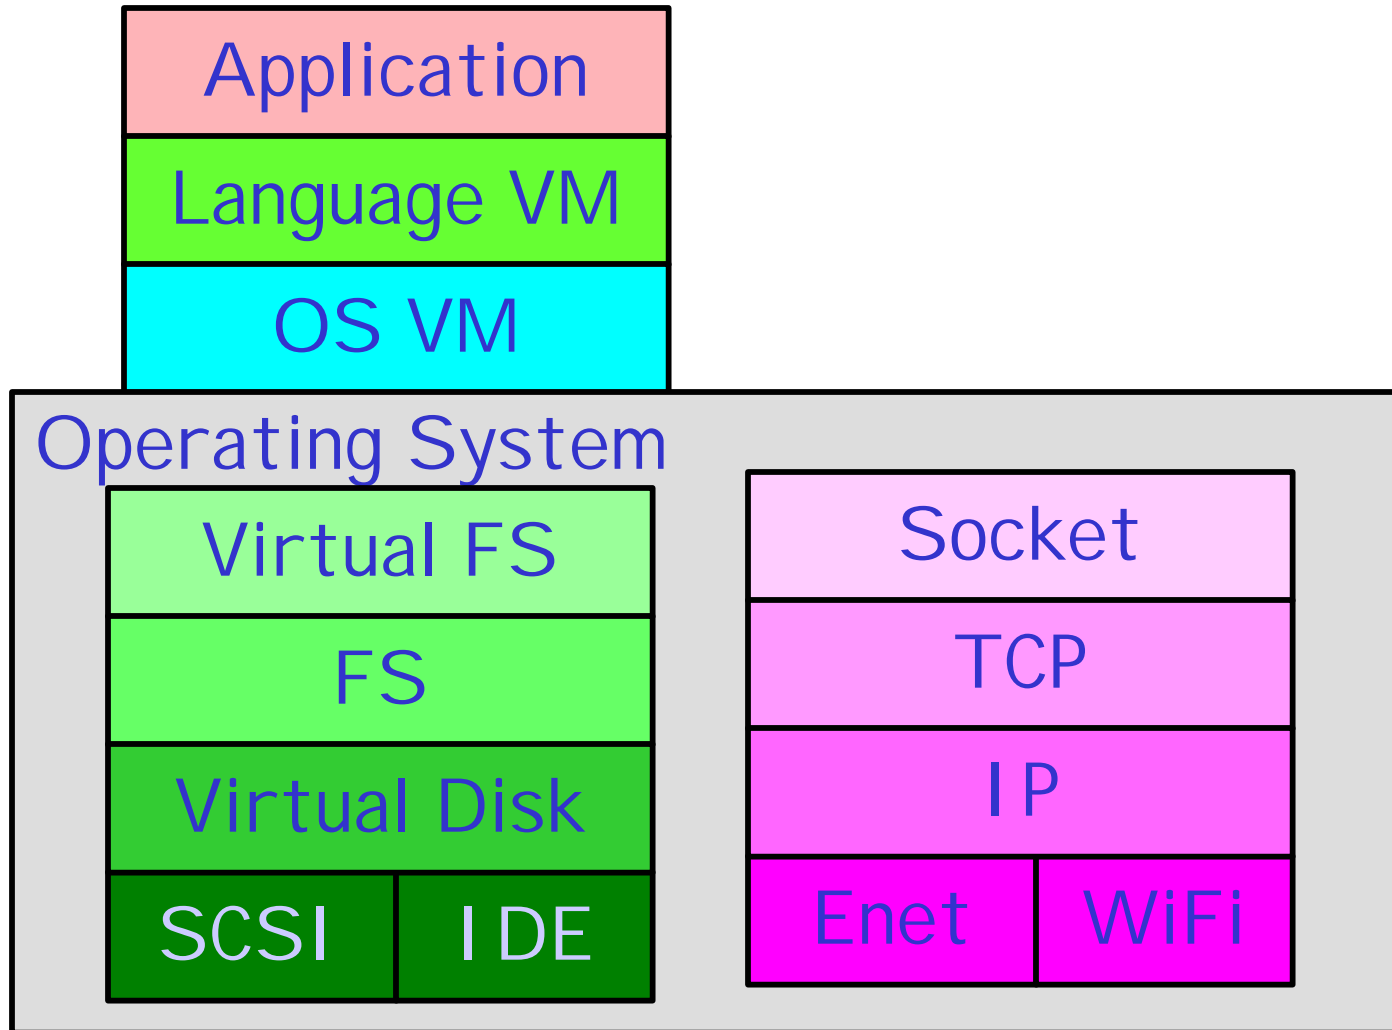 Application
Language VM
OS VM
Operating System
Virtual FS
FS
Virtual Disk
SCSI
IDE
Socket
TCP
IP
Enet
WiFi